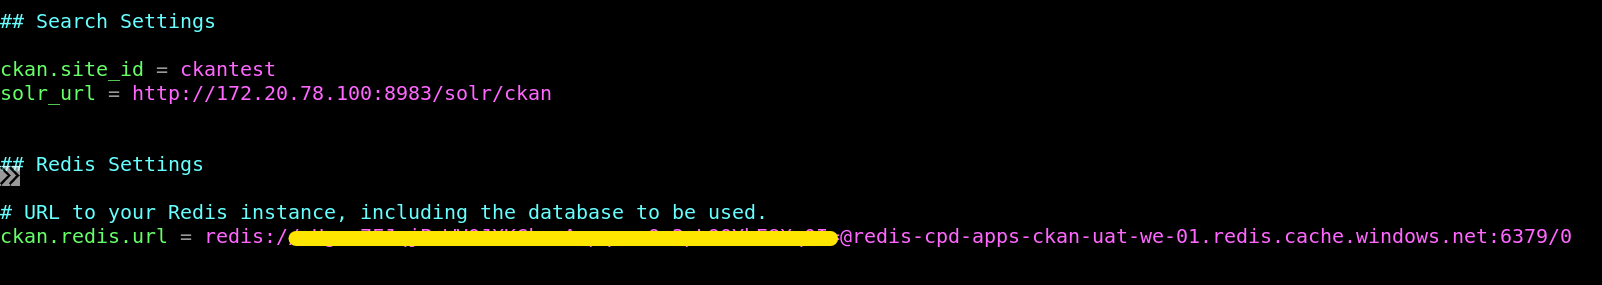 ## Search Settings
ckan.site_id = ckantest
solr_url = http://172.20.78.100:8983/solr/ckan
## Redis Settings
# URL to your Redis instance, including the database to be used.
ckan.redis.url = redis:/ @redis-cpd-apps-ckan-uat-we-01.redis.cache.windows.net:6379/0